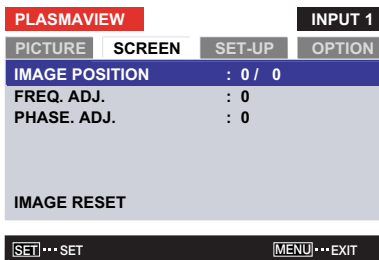 PLASMAVIEW INPUT 1
PICTURE SCREEN SET-UP OPTION
IMAGE POSITION : 0 / 0
FREQ. ADJ. : 0
PHASE. ADJ. : 0
IMAGE RESET
SET ··· SET MENU ··· EXIT